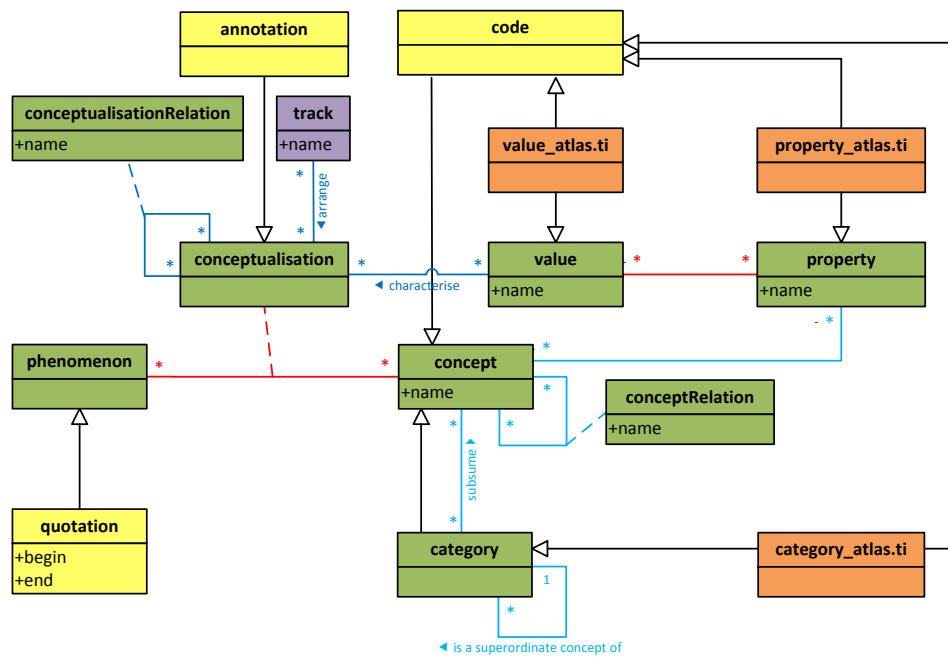 annotation
code
conceptualisationRelation
+name
track
+name
value_atlas.ti
property_atlas.ti
*
*
◄ arrange
*
*
conceptualisation
*
◄ characterise
*
value
+name
*
*
property
+name
- *
*
phenomenon
*
*
concept
+name
*
*
conceptRelation
+name
*
subsume ►
*
quotation
+begin
+end
category
category_atlas.ti
1
*
◄ is a superordinate concept of